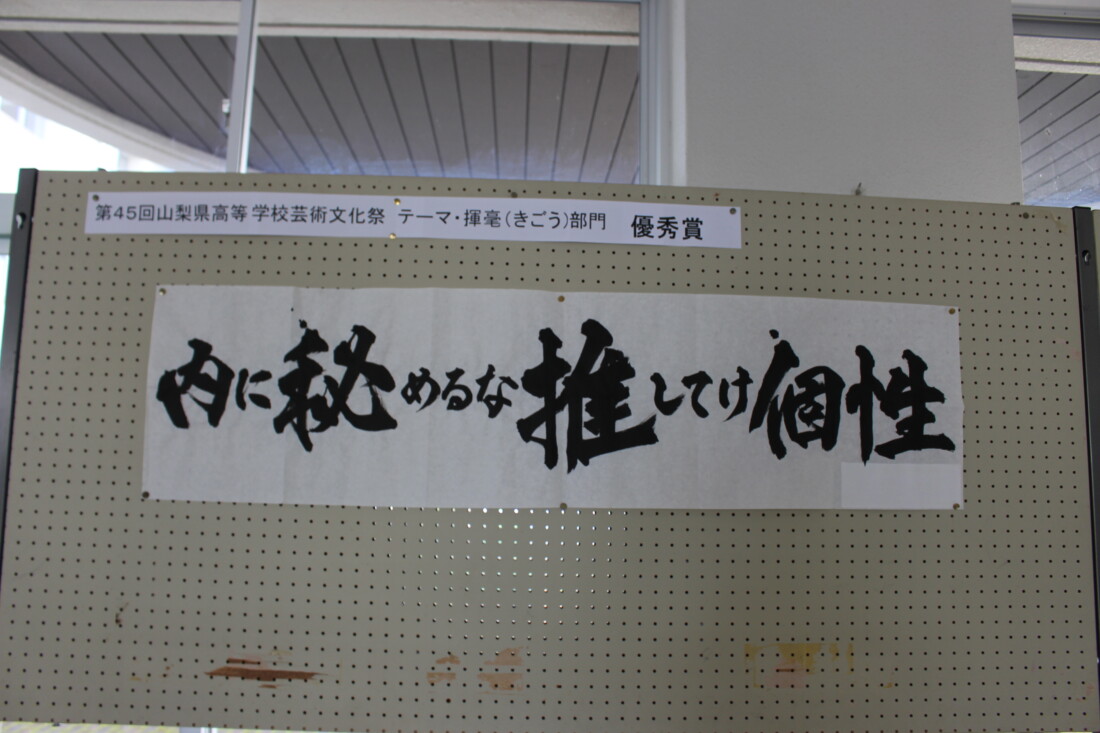 第45回山梨県高等学校芸術文化祭 テーマ・揮毫(きごう)部門 優秀賞
内に秘めるな推してけ個性